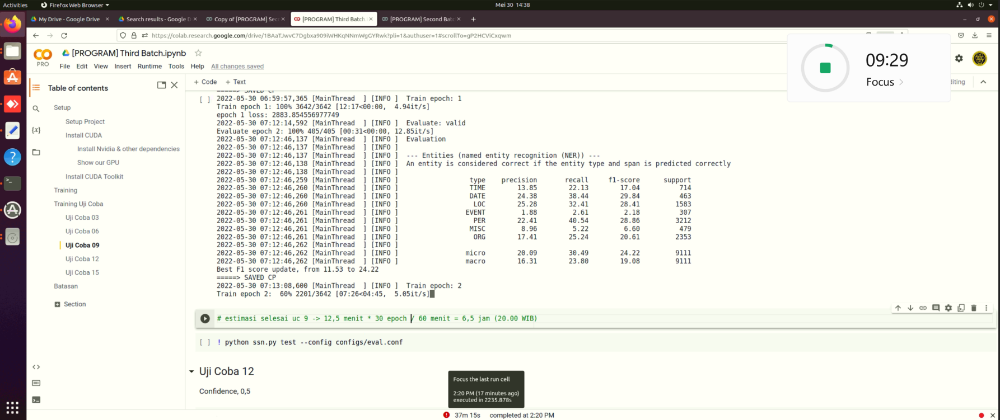 Activities
Firefox Web Browser
Mei 30 14:38
My Drive - Google Drive
Search results - Google D
Copy of [PROGRAM] Sec
[PROGRAM] Third Batch.
[PROGRAM] Second Batc
https://colab.research.google.com/drive/1BAaTJwvC7Dgbxa909iWHKqNNmWgGYRwk?pli=1&authuser=1#scrollTo=gP2HCViCxqwm
PRO
[PROGRAM] Third Batch.ipynb
File Edit View Insert Runtime Tools Help All changes saved
09:29
Focus
Table of contents
+ Code + Text
diting
Setup
Setup Project
Install CUDA
Install Nvidia & other dependencies
Show our GPU
Install CUDA Toolkit
Training
Training Uji Coba
Uji Coba 03
Uji Coba 06
Uji Coba 09
Uji Coba 12
Uji Coba 15
Batasan
Section
=====> SAVED CP
[ ] 2022-05-30 06:59:57,365 [MainThread  ] [INFO ]  Train epoch: 1
Train epoch 1: 100% 3642/3642 [12:17<00:00,  4.94it/s]
epoch 1 loss: 2883.854556977749
2022-05-30 07:12:14,592 [MainThread  ] [INFO ]  Evaluate: valid
Evaluate epoch 2: 100% 405/405 [00:31<00:00, 12.85it/s]
2022-05-30 07:12:46,137 [MainThread  ] [INFO ]  Evaluation
2022-05-30 07:12:46,137 [MainThread  ] [INFO ]
2022-05-30 07:12:46,137 [MainThread  ] [INFO ]  --- Entities (named entity recognition (NER)) ---
2022-05-30 07:12:46,138 [MainThread  ] [INFO ]  An entity is considered correct if the entity type and span is predicted correctly
2022-05-30 07:12:46,138 [MainThread  ] [INFO ]
2022-05-30 07:12:46,259 [MainThread  ] [INFO ]  type precision recall f1-score support
2022-05-30 07:12:46,260 [MainThread  ] [INFO ]  TIME 13.85 22.13 17.04 714
2022-05-30 07:12:46,260 [MainThread  ] [INFO ]  DATE 24.38 38.44 29.84 463
2022-05-30 07:12:46,260 [MainThread  ] [INFO ]  LOC 25.28 32.41 28.41 1583
2022-05-30 07:12:46,261 [MainThread  ] [INFO ]  EVENT 1.88 2.61 2.18 307
2022-05-30 07:12:46,261 [MainThread  ] [INFO ]  PER 22.41 40.54 28.86 3212
2022-05-30 07:12:46,261 [MainThread  ] [INFO ]  MISC 8.96 5.22 6.60 479
2022-05-30 07:12:46,261 [MainThread  ] [INFO ]  ORG 17.41 25.24 20.61 2353
2022-05-30 07:12:46,262 [MainThread  ] [INFO ]
2022-05-30 07:12:46,262 [MainThread  ] [INFO ]  micro 20.09 30.49 24.22 9111
2022-05-30 07:12:46,262 [MainThread  ] [INFO ]  macro 16.31 23.80 19.08 9111
Best F1 score update, from 11.53 to 24.22
=====> SAVED CP
2022-05-30 07:13:08,600 [MainThread  ] [INFO ]  Train epoch: 2
Train epoch 2:  60% 2201/3642 [07:26<04:45,  5.05it/s]
# estimasi selesai uc 9 -> 12,5 menit * 30 epoch / 60 menit = 6,5 jam (20.00 WIB)
[ ] ! python ssn.py test --config configs/eval.conf
Uji Coba 12
Confidence, 0,5
Focus the last run cell
2:20 PM (17 minutes ago)
executed in 2235.878s
37m 15s completed at 2:20 PM